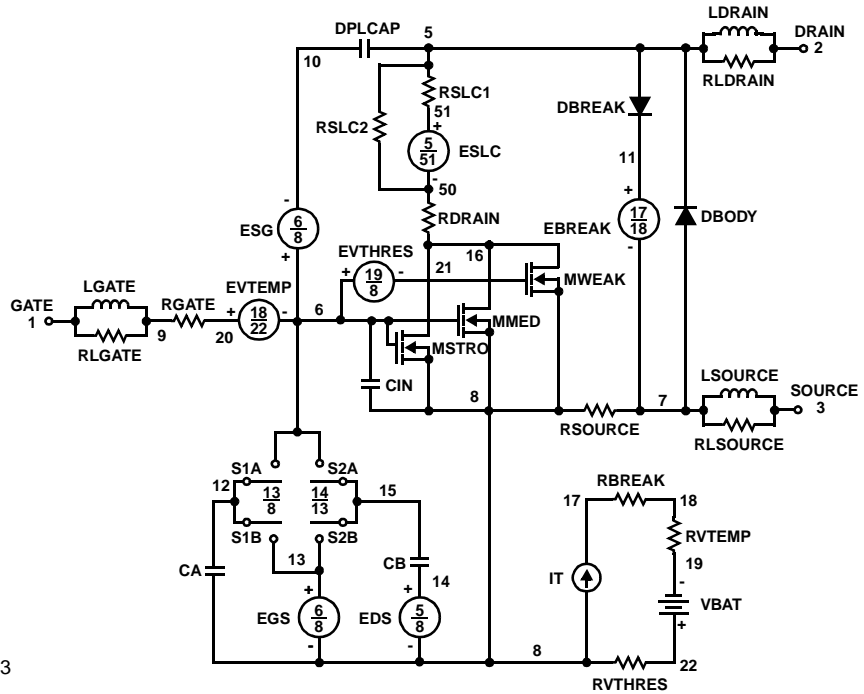 LDRAIN
DPLCAP 5 DRAIN
10 2
RSLC1 RLDRAIN
DBREAK
51
RSLC2 +
5
51 ESLC
11
-
50
- +
6
8 ESG RDRAIN EBREAK 17
18 DBODY
+ EVTHRES 16 -
LGATE + 19
8 - 21 MWEAK
EVTEMP
GATE RGATE + 18
22 - 6
1 9 20 MMED
RLGATE MSTRO
CIN LSOURCE
8 7 SOURCE
3
RSOURCE RLSOURCE
S1A S2A RBREAK
12 13
8 14
13 15 17 18
S1B S2B RVTEMP
13 CB 19
CA IT -
14
+ + VBAT
EGS 6
8 EDS 5
8 +
- - 8 22
RVTHRES
3